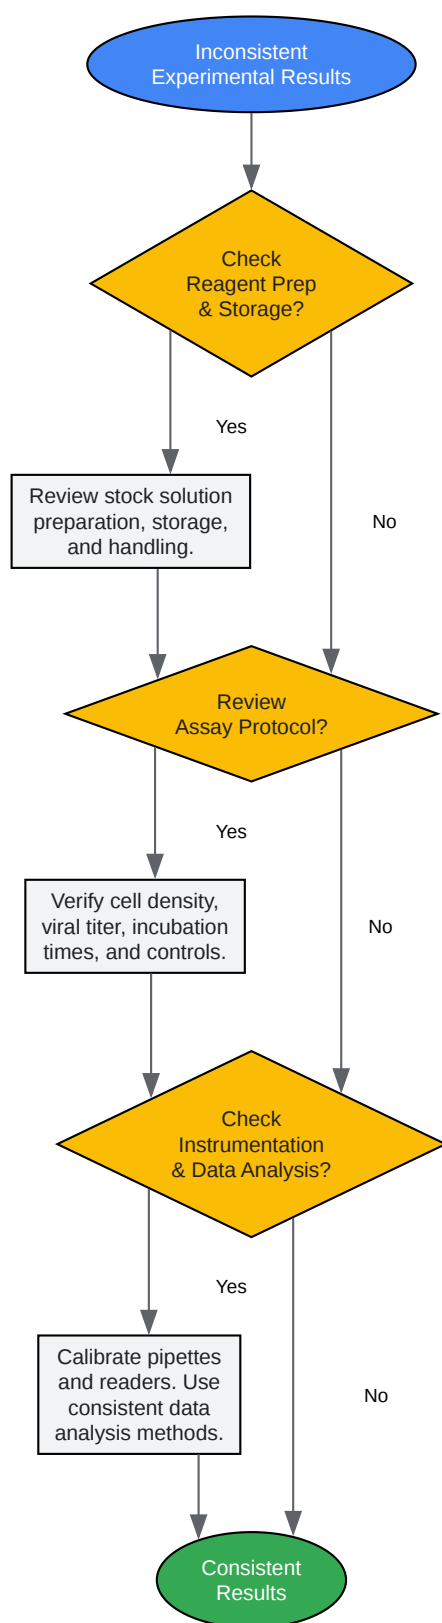 Inconsistent
Experimental Results
Check
Reagent Prep
& Storage?
Yes
Review stock solution
preparation, storage,
and handling.
No
Review
Assay Protocol?
Yes
Verify cell density,
viral titer, incubation
times, and controls.
No
Check
Instrumentation
& Data Analysis?
Yes
Calibrate pipettes
and readers. Use
consistent data
analysis methods.
No
Consistent
Results